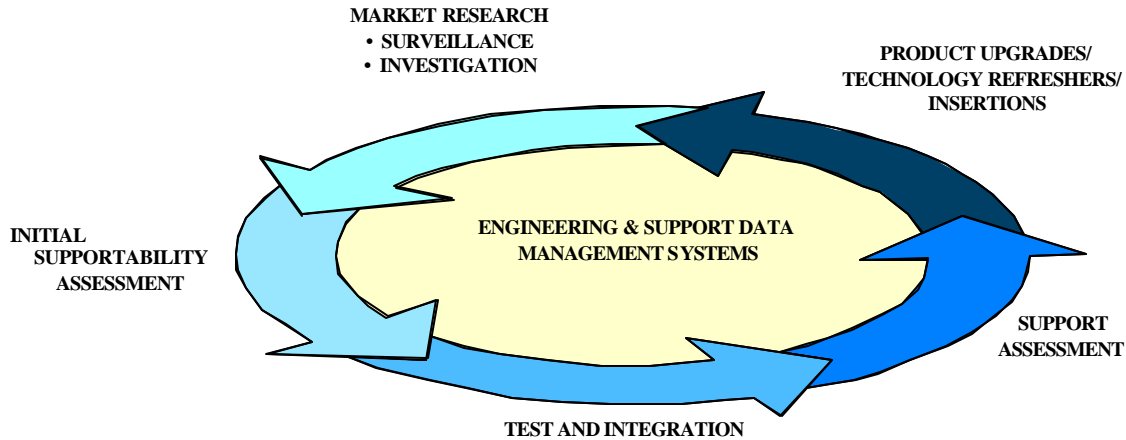 MARKET RESEARCH
• SURVEILLANCE
• INVESTIGATION
PRODUCT UPGRADES/
TECHNOLOGY REFRESHERS/
INSERTIONS
INITIAL
SUPPORTABILITY
ASSESSMENT
ENGINEERING & SUPPORT DATA
MANAGEMENT SYSTEMS
SUPPORT
ASSESSMENT
TEST AND INTEGRATION